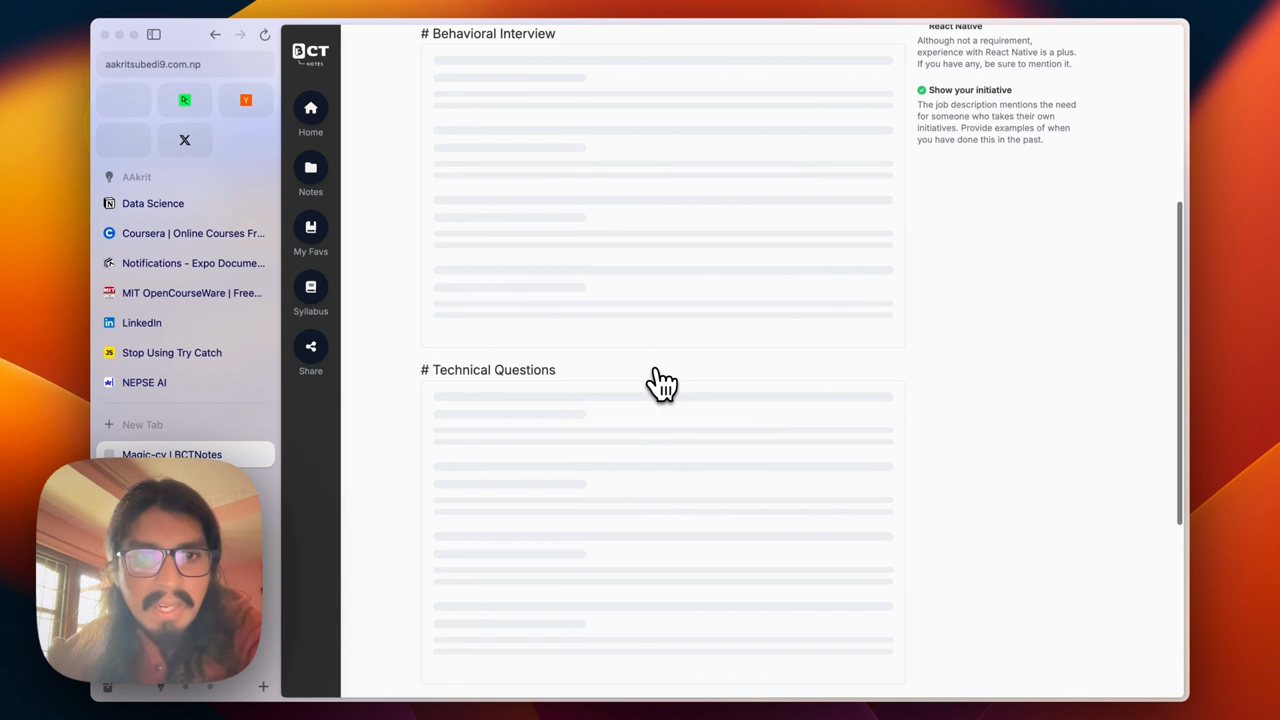 aakritsubedi9.com.np
AAkrit
Data Science
Coursera | Online Courses Fr...
Notifications - Expo Docume...
MIT OpenCourseWare | Free...
LinkedIn
JS Stop Using Try Catch
NEPSE AI
New Tab
Magic-cv | BCTNotes
BCT
NOTES
Home
Notes
My Favs
Syllabus
Share
# Behavioral Interview
# Technical Questions
React Native
Although not a requirement,
experience with React Native is a plus.
If you have any, be sure to mention it.
Show your initiative
The job description mentions the need
for someone who takes their own
initiatives. Provide examples of when
you have done this in the past.